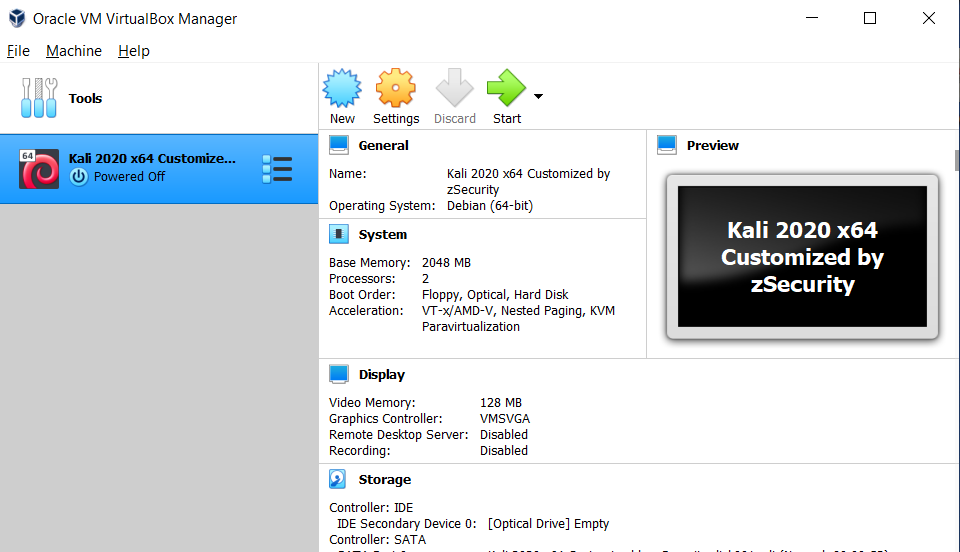 Oracle VM VirtualBox Manager
File Machine Help
Tools
64
Kali 2020 x64 Customize...
Powered Off
New Settings Discard Start
General
Name: Kali 2020 x64 Customized by
zSecurity
Operating System: Debian (64-bit)
System
Base Memory: 2048 MB
Processors: 2
Boot Order: Floppy, Optical, Hard Disk
Acceleration: VT-x/AMD-V, Nested Paging, KVM
Paravirtualization
Preview
Kali 2020 x64
Customized by
zSecurity
Display
Video Memory: 128 MB
Graphics Controller: VMSVGA
Remote Desktop Server: Disabled
Recording: Disabled
Storage
Controller: IDE
IDE Secondary Device 0: [Optical Drive] Empty
Controller: SATA